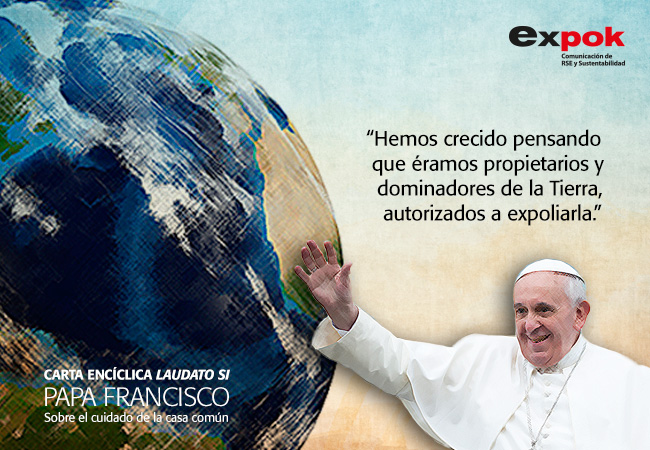 expok
Comunicación de
RSE y Sustentabilidad
“Hemos crecido pensando
que éramos propietarios y
dominadores de la Tierra,
autorizados a expoliarla.”
CARTA ENCÍCLICA LAUDATO SI
PAPA FRANCISCO
Sobre el cuidado de la casa común